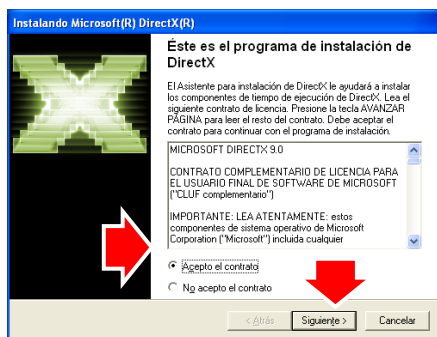 Instalando Microsoft(R) DirectX(R)
Éste es el programa de instalación de
DirectX
El Asistente para instalación de DirectX le ayudará a instalar
los componentes de tiempo de ejecución de DirectX. Lea el
siguiente contrato de licencia. Presione la tecla AVANZAR
PÁGINA para leer el resto del contrato. Debe aceptar el
contrato para continuar con el programa de instalación.
MICROSOFT DIRECTX 9.0
CONTRATO COMPLEMENTARIO DE LICENCIA PARA
EL USUARIO FINAL DE SOFTWARE DE MICROSOFT
("CLUF complementario")
IMPORTANTE: LEA ATENTAMENTE: estos
componentes de sistema operativo de Microsoft
Corporation ("Microsoft") incluida cualquier
Acepto el contrato
No acepto el contrato
< Atrás
Siguiente >
Cancelar